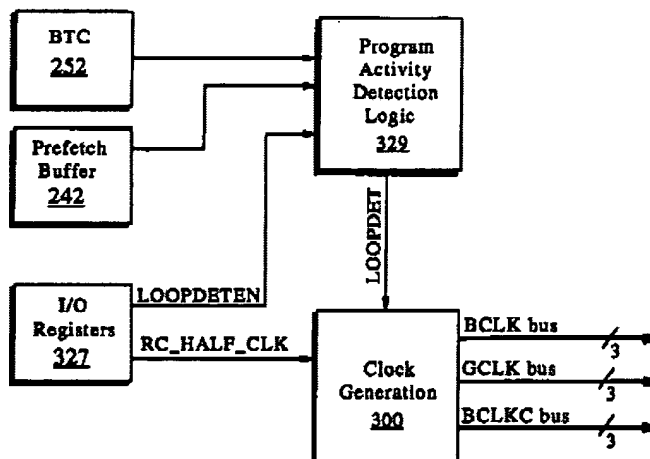 BTC
252
Program
Activity
Detection
Logic
329
Prefetch
Buffer
242
LOOPDET
I/O
Registers
327
LOOPDETEN
RC_HALF_CLK
Clock
Generation
300
BCLK bus
3
GCLK bus
3
BCLKC bus
3